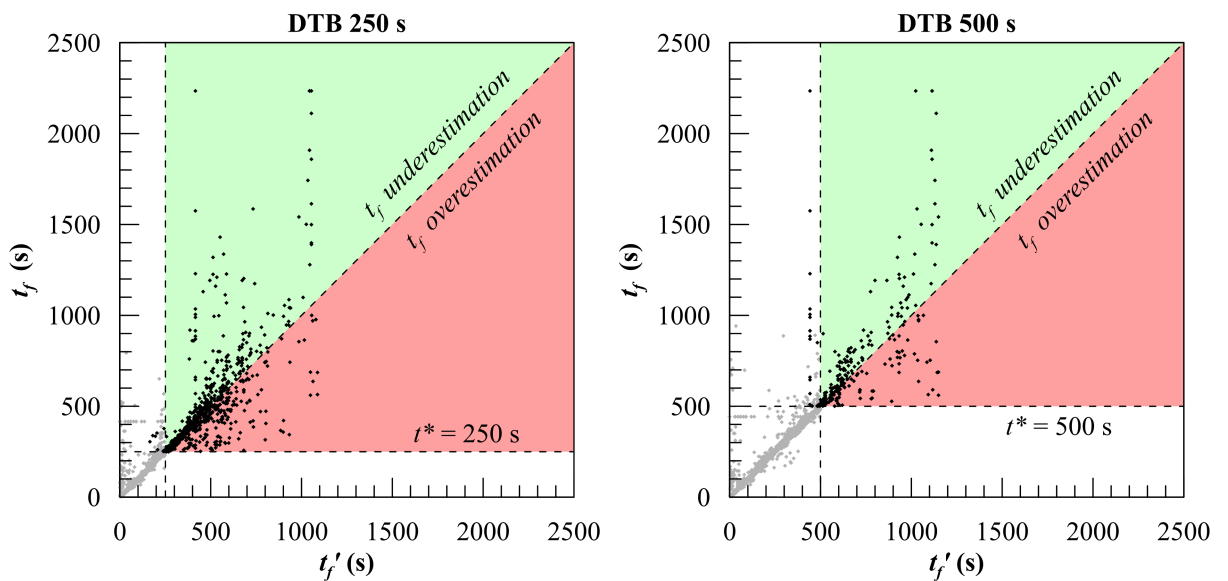 DTB 250 s
2500
2000
1500
1000
500
0
t_f (s)
t_f underestimation
t_f overestimation
t* = 250 s
0 500 1000 1500 2000 2500
t_f' (s)
DTB 500 s
2500
2000
1500
1000
500
0
t_f (s)
t_f underestimation
t_f overestimation
t* = 500 s
0 500 1000 1500 2000 2500
t_f' (s)